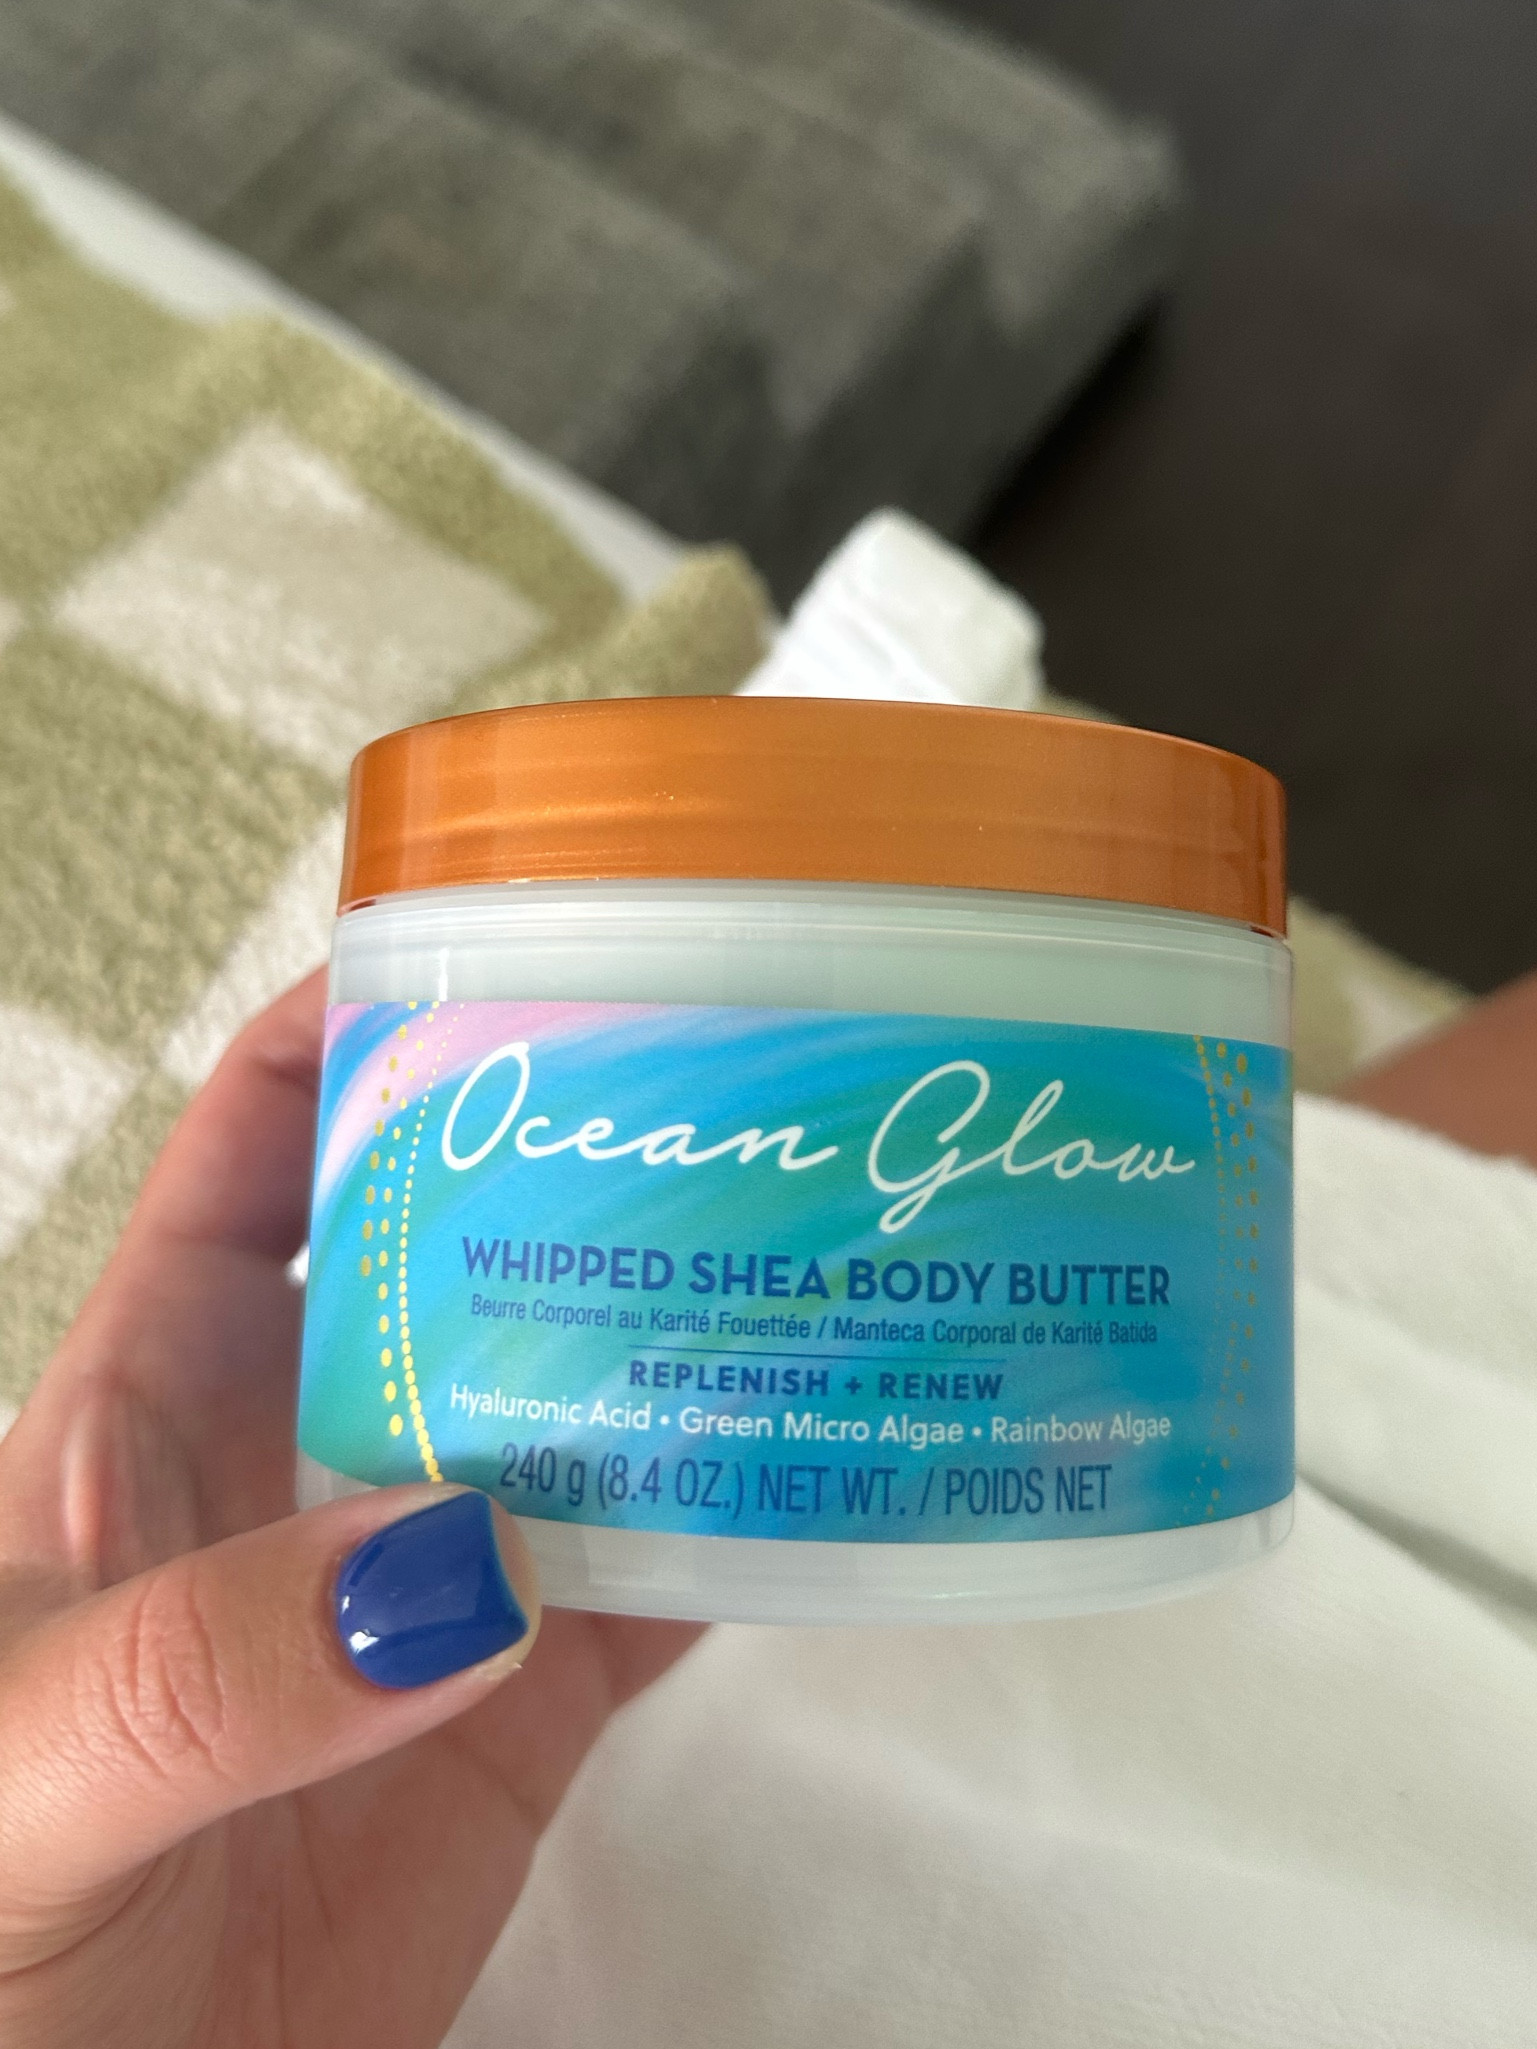 Ocean Glow
WHIPPED SHEA BODY BUTTER
Beurre Corporel au Karité Fouettée / Manteca Corporal de Karité Batida
REPLENISH + RENEW
Hyaluronic Acid • Green Micro Algae • Rainbow Algae
240 g (8.4 OZ.) NET WT. / POIDS NET